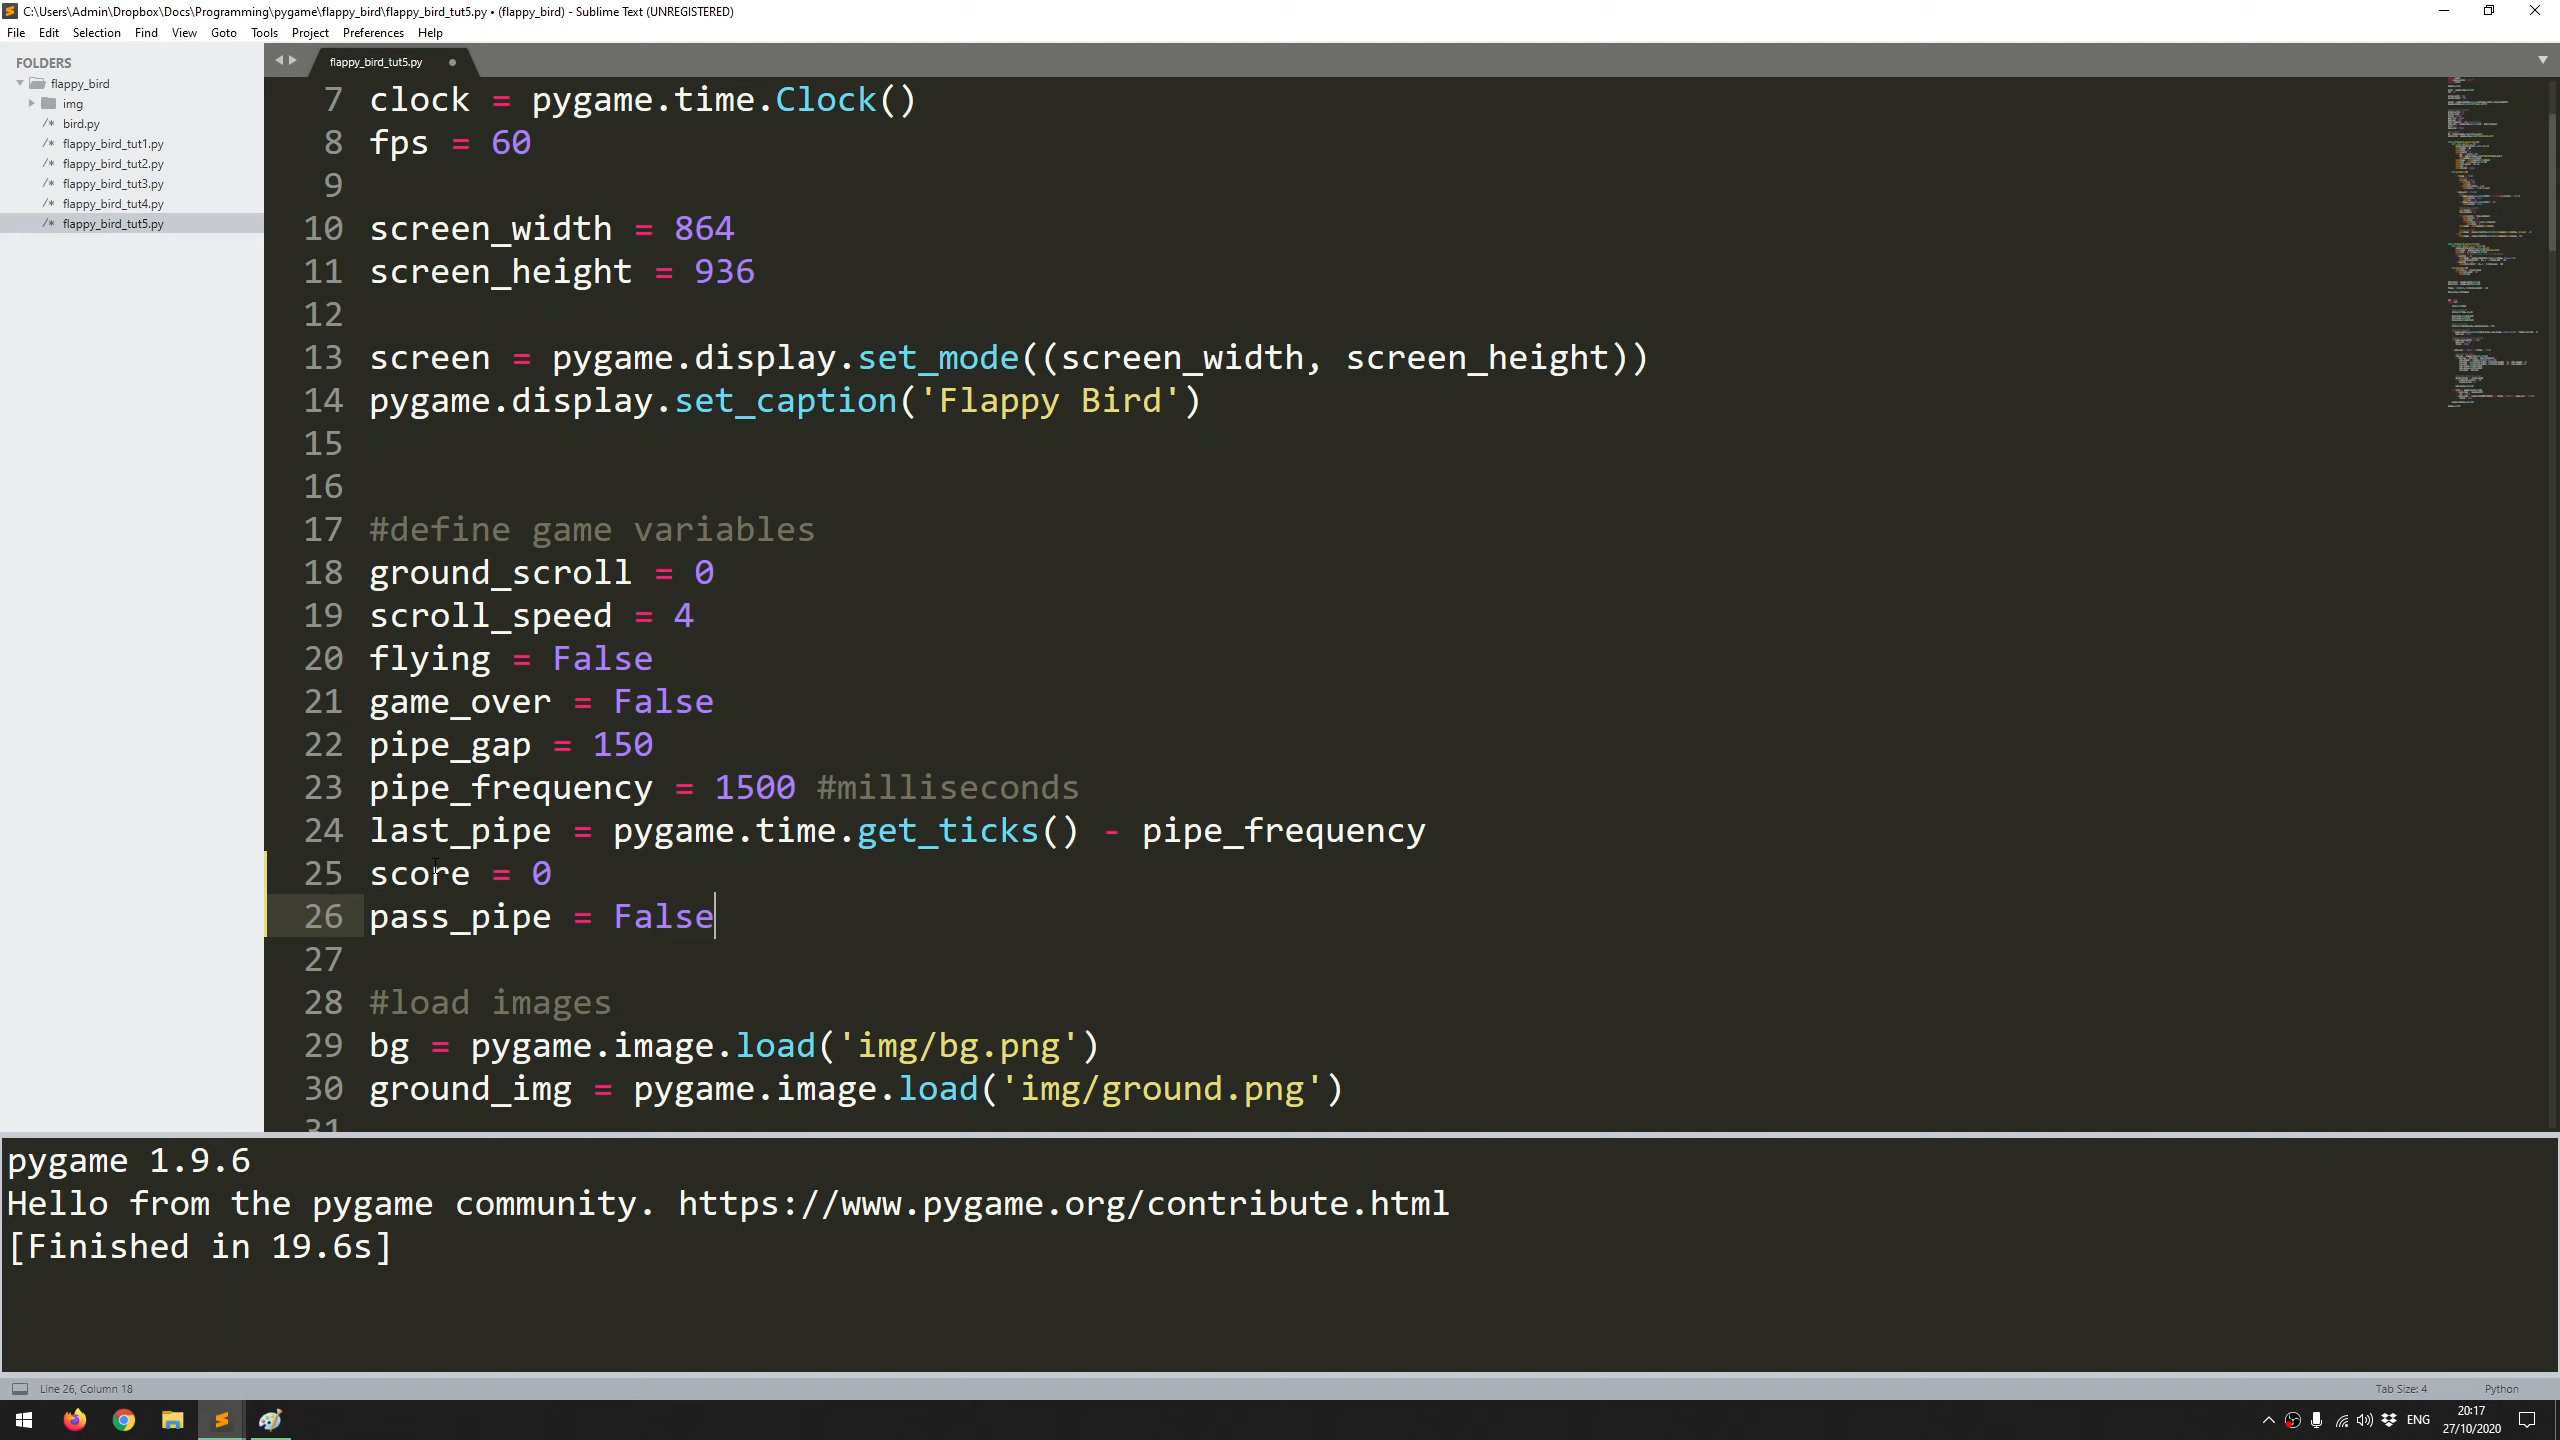 C:\Users\Admin\Dropbox\Docs\Programming\pygame\flappy_bird\flappy_bird_tut5.py • (flappy_bird) - Sublime Text (UNREGISTERED)
File Edit Selection Find View Goto Tools Project Preferences Help
FOLDERS
flappy_bird
img
/* bird.py
/* flappy_bird_tut1.py
/* flappy_bird_tut2.py
/* flappy_bird_tut3.py
/* flappy_bird_tut4.py
/* flappy_bird_tut5.py
flappy_bird_tut5.py
7 clock = pygame.time.Clock()
8 fps = 60
9
10 screen_width = 864
11 screen_height = 936
12
13 screen = pygame.display.set_mode((screen_width, screen_height))
14 pygame.display.set_caption('Flappy Bird')
15
16
17 #define game variables
18 ground_scroll = 0
19 scroll_speed = 4
20 flying = False
21 game_over = False
22 pipe_gap = 150
23 pipe_frequency = 1500 #milliseconds
24 last_pipe = pygame.time.get_ticks() - pipe_frequency
25 score = 0
26 pass_pipe = False
27
28 #load images
29 bg = pygame.image.load('img/bg.png')
30 ground_img = pygame.image.load('img/ground.png')
31
pygame 1.9.6
Hello from the pygame community. https://www.pygame.org/contribute.html
[Finished in 19.6s]
Line 26, Column 18
Tab Size: 4
Python
ENG
20:17
27/10/2020